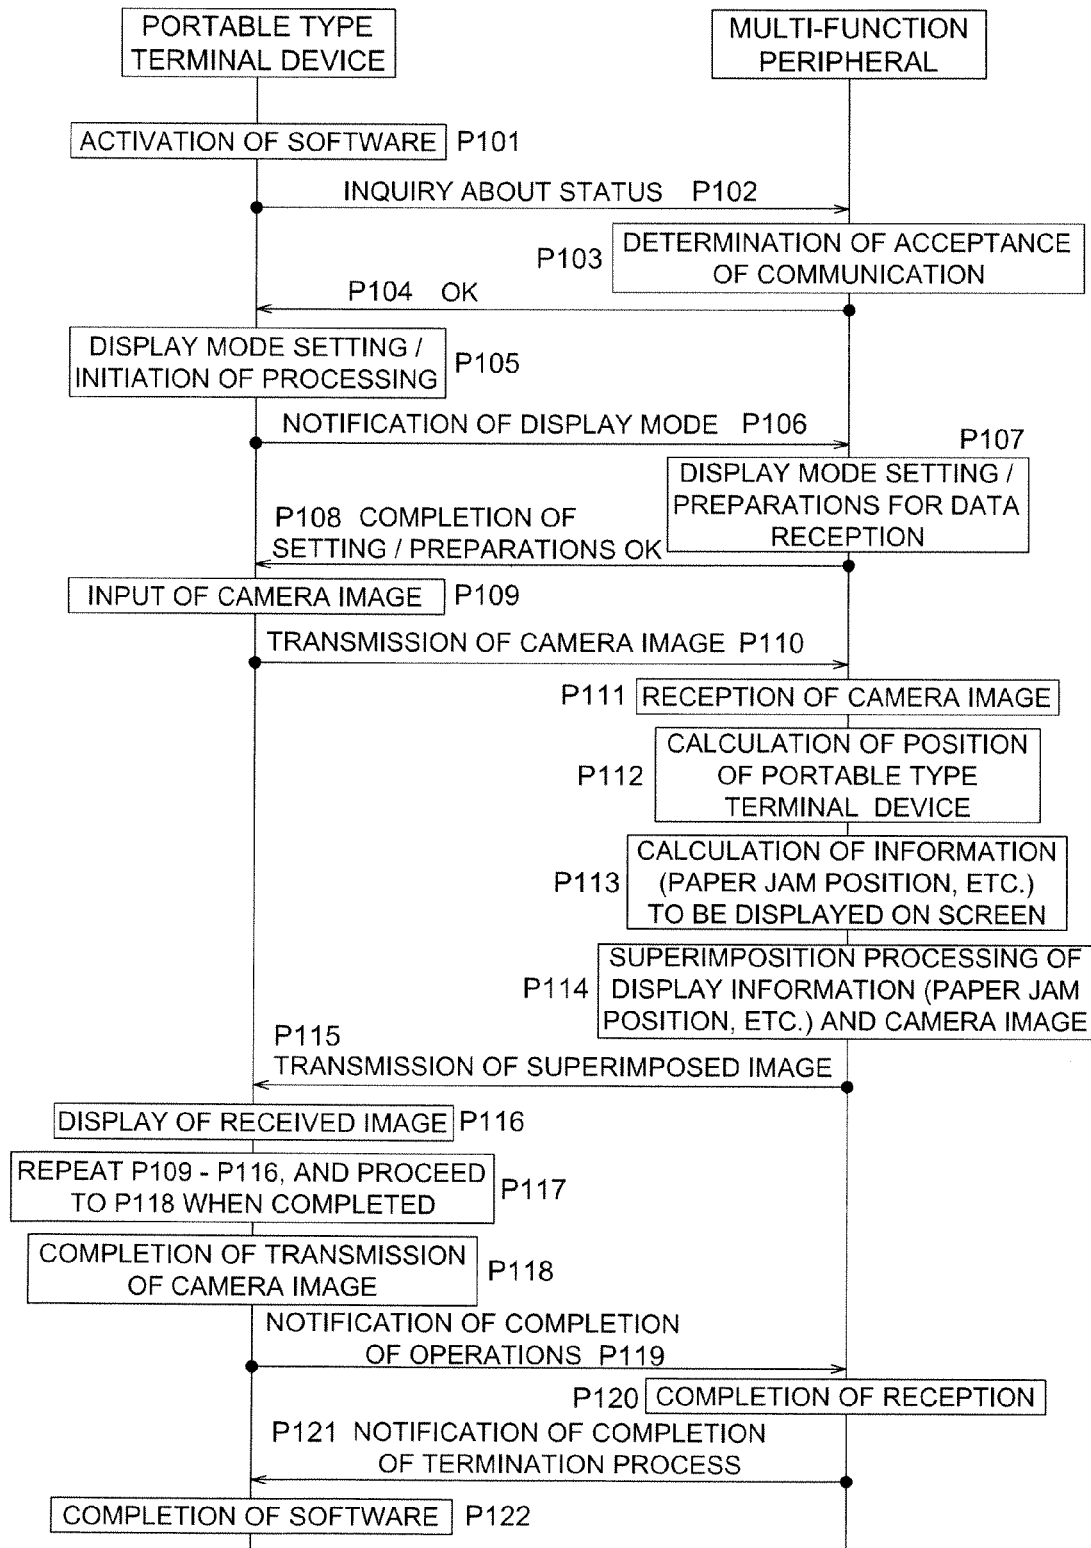 PORTABLE TYPE
TERMINAL DEVICE
MULTI-FUNCTION
PERIPHERAL
ACTIVATION OF SOFTWARE P101
INQUIRY ABOUT STATUS P102
P103 DETERMINATION OF ACCEPTANCE
OF COMMUNICATION
P104 OK
DISPLAY MODE SETTING /
INITIATION OF PROCESSING
P105
NOTIFICATION OF DISPLAY MODE P106
P107
DISPLAY MODE SETTING /
PREPARATIONS FOR DATA
RECEPTION
P108 COMPLETION OF
SETTING / PREPARATIONS OK
INPUT OF CAMERA IMAGE P109
TRANSMISSION OF CAMERA IMAGE P110
P111 RECEPTION OF CAMERA IMAGE
CALCULATION OF POSITION
P112 OF PORTABLE TYPE
TERMINAL DEVICE
CALCULATION OF INFORMATION
P113 (PAPER JAM POSITION, ETC.)
TO BE DISPLAYED ON SCREEN
SUPERIMPOSITION PROCESSING OF
P114 DISPLAY INFORMATION (PAPER JAM
POSITION, ETC.) AND CAMERA IMAGE
P115
TRANSMISSION OF SUPERIMPOSED IMAGE
DISPLAY OF RECEIVED IMAGE P116
REPEAT P109 - P116, AND PROCEED
TO P118 WHEN COMPLETED
P117
COMPLETION OF TRANSMISSION
OF CAMERA IMAGE
P118
NOTIFICATION OF COMPLETION
OF OPERATIONS P119
P120 COMPLETION OF RECEPTION
P121 NOTIFICATION OF COMPLETION
OF TERMINATION PROCESS
COMPLETION OF SOFTWARE P122